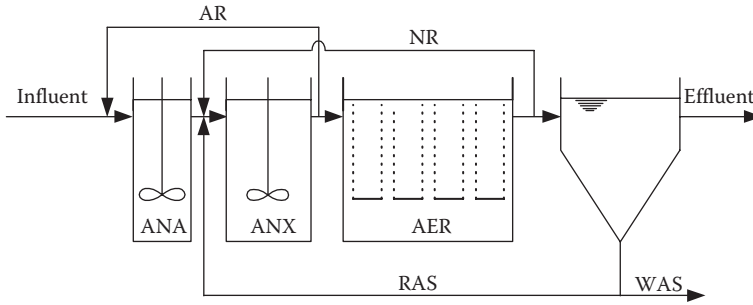 AR
NR
Influent
Effluent
ANA
ANX
AER
RAS
WAS